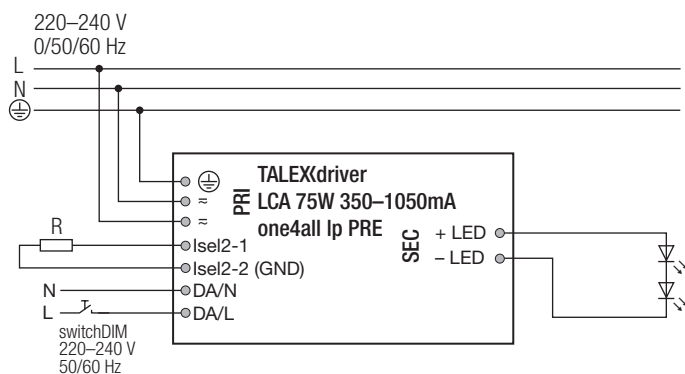 220–240 V
0/50/60 Hz
L
N
TALEXXdriver
LCA 75W 350–1050mA
one4all lp PRE
PRI
≂
≂
R
Isel2-1
Isel2-2 (GND)
N
DA/N
L
DA/L
switchDIM
220–240 V
50/60 Hz
SEC
+ LED
– LED